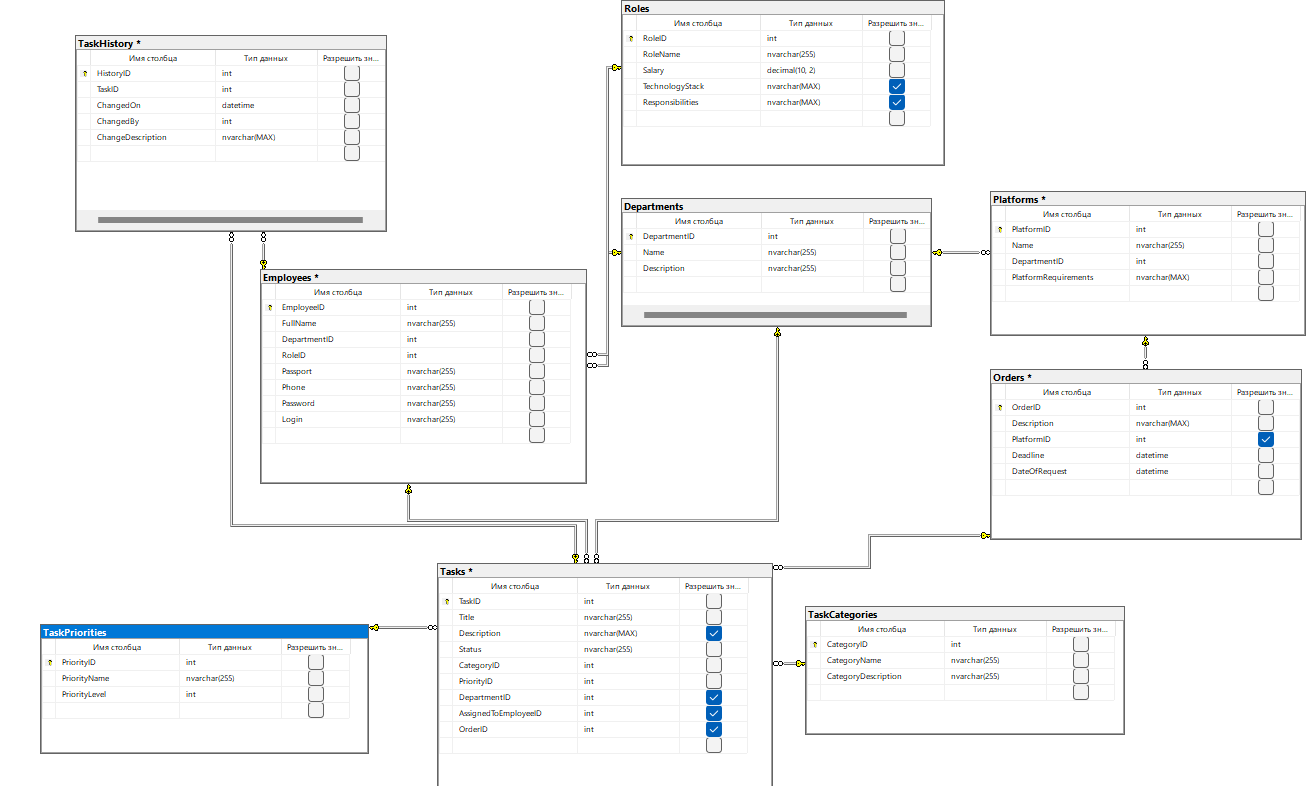 Roles
Имя столбца Тип данных Разрешить зн...
RoleID int
RoleName nvarchar(255)
Salary decimal(10, 2)
TechnologyStack nvarchar(MAX)
Responsibilities nvarchar(MAX)
TaskHistory *
Имя столбца Тип данных Разрешить зн...
HistoryID int
TaskID int
ChangedOn datetime
ChangedBy int
ChangeDescription nvarchar(MAX)
Departments
Имя столбца Тип данных Разрешить зн...
DepartmentID int
Name nvarchar(255)
Description nvarchar(255)
Platforms *
Имя столбца Тип данных Разрешить зн...
PlatformID int
Name nvarchar(255)
DepartmentID int
PlatformRequirements nvarchar(MAX)
Employees *
Имя столбца Тип данных Разрешить зн...
EmployeeID int
FullName nvarchar(255)
DepartmentID int
RoleID int
Passport nvarchar(255)
Phone nvarchar(255)
Password nvarchar(255)
Login nvarchar(255)
Orders *
Имя столбца Тип данных Разрешить зн...
OrderID int
Description nvarchar(MAX)
PlatformID int
Deadline datetime
DateOfRequest datetime
Tasks *
Имя столбца Тип данных Разрешить зн...
TaskID int
Title nvarchar(255)
Description nvarchar(MAX)
Status nvarchar(255)
CategoryID int
PriorityID int
DepartmentID int
AssignedToEmployeeID int
OrderID int
TaskPriorities
Имя столбца Тип данных Разрешить зн...
PriorityID int
PriorityName nvarchar(255)
PriorityLevel int
TaskCategories
Имя столбца Тип данных Разрешить зн...
CategoryID int
CategoryName nvarchar(255)
CategoryDescription nvarchar(255)